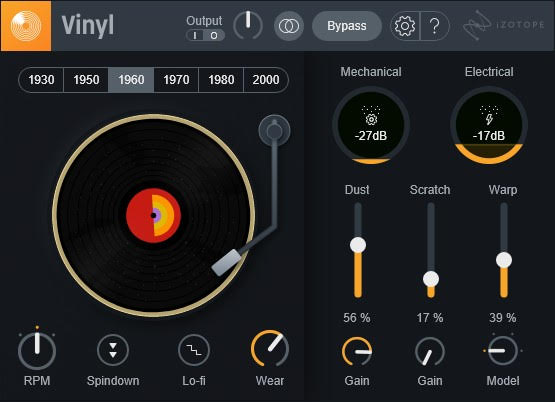 Vinyl
Output
I O
Bypass
?
iZOTOPE
1930 1950 1960 1970 1980 2000
Mechanical Electrical
-27dB -17dB
Dust Scratch Warp
56 % 17 % 39 %
RPM Spindown Lo-fi Wear Gain Gain Model